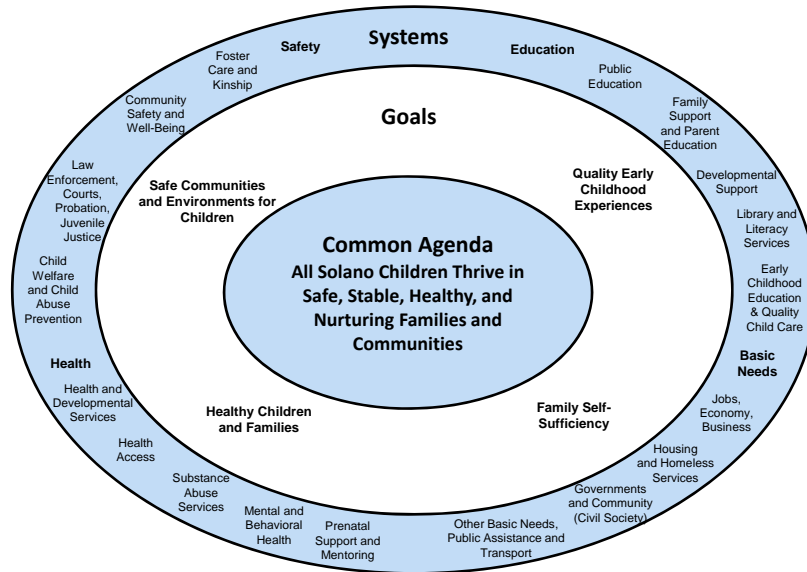 Systems
Safety
Education
Foster
Care and
Kinship
Public
Education
Community
Safety and
Well-Being
Family
Support
and Parent
Education
Goals
Law
Enforcement,
Courts,
Probation,
Juvenile
Justice
Safe Communities
and Environments for
Children
Quality Early
Childhood
Experiences
Developmental
Support
Library and
Literacy
Services
Common Agenda
All Solano Children Thrive in
Safe, Stable, Healthy, and
Nurturing Families and
Communities
Child
Welfare
and Child
Abuse
Prevention
Early
Childhood
Education
& Quality
Child Care
Health
Basic
Needs
Health and
Developmental
Services
Healthy Children
and Families
Family Self-
Sufficiency
Jobs,
Economy,
Business
Health
Access
Housing
and Homeless
Services
Substance
Abuse
Services
Governments
and Community
(Civil Society)
Mental and
Behavioral
Health
Prenatal
Support and
Mentoring
Other Basic Needs,
Public Assistance and
Transport